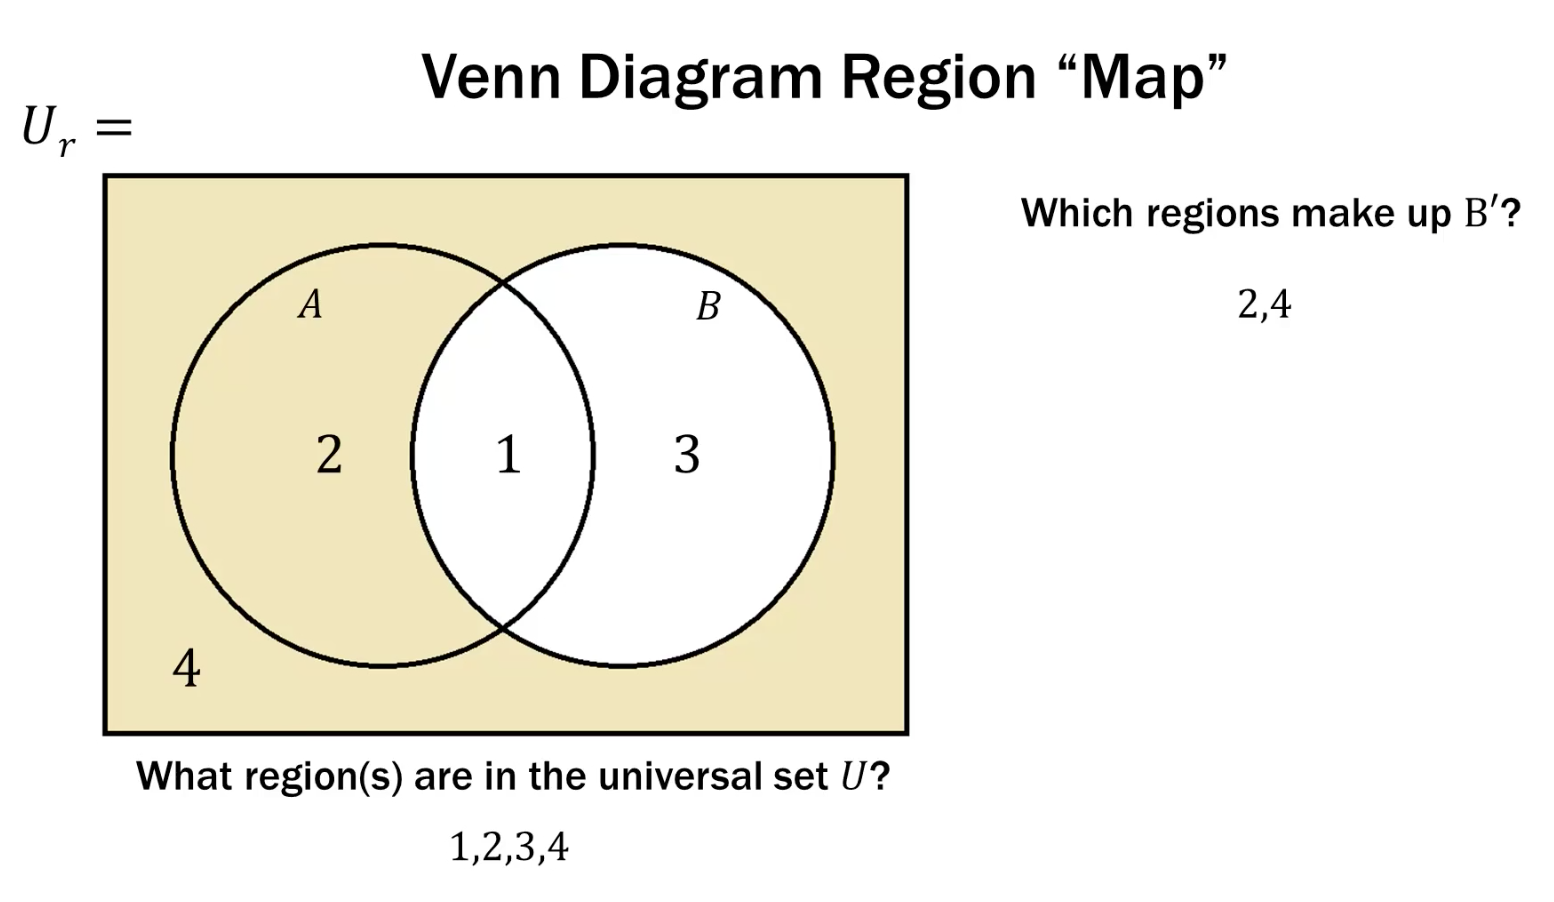 Venn Diagram Region “Map”
U_r =
Which regions make up B′?
2,4
A
B
2
1
3
4
What region(s) are in the universal set U?
1,2,3,4